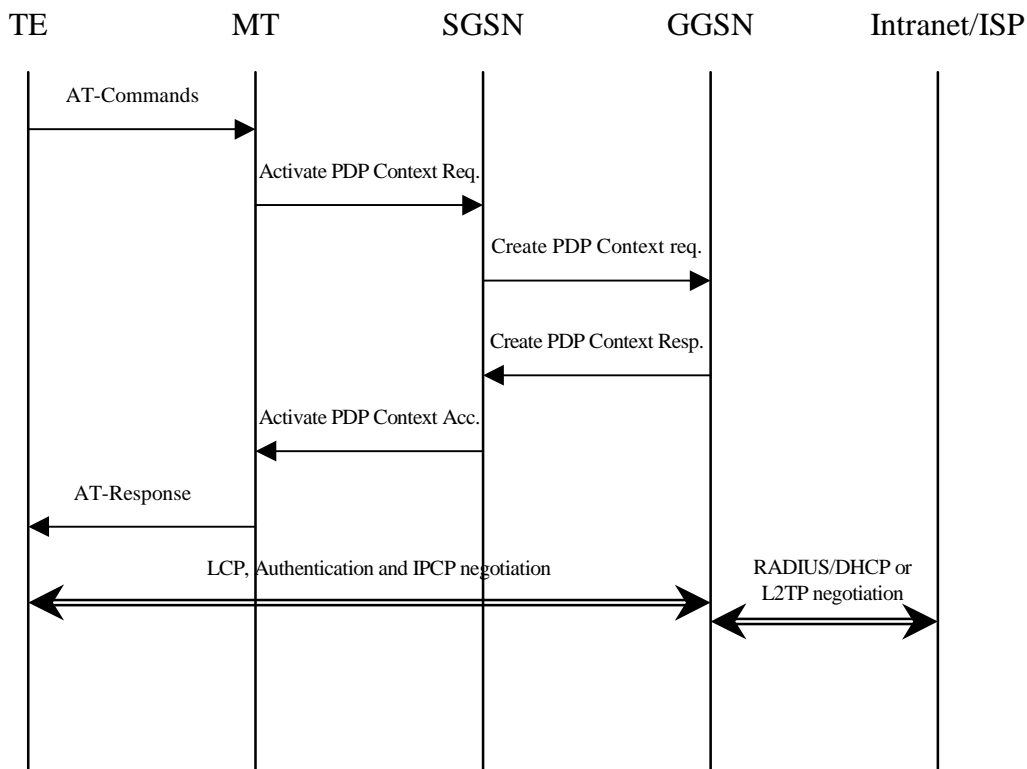 TE
MT
SGSN
GGSN
Intranet/ISP
AT-Commands
Activate PDP Context Req.
Create PDP Context req.
Create PDP Context Resp.
Activate PDP Context Acc.
AT-Response
LCP, Authentication and IPCP negotiation
RADIUS/DHCP or
L2TP negotiation